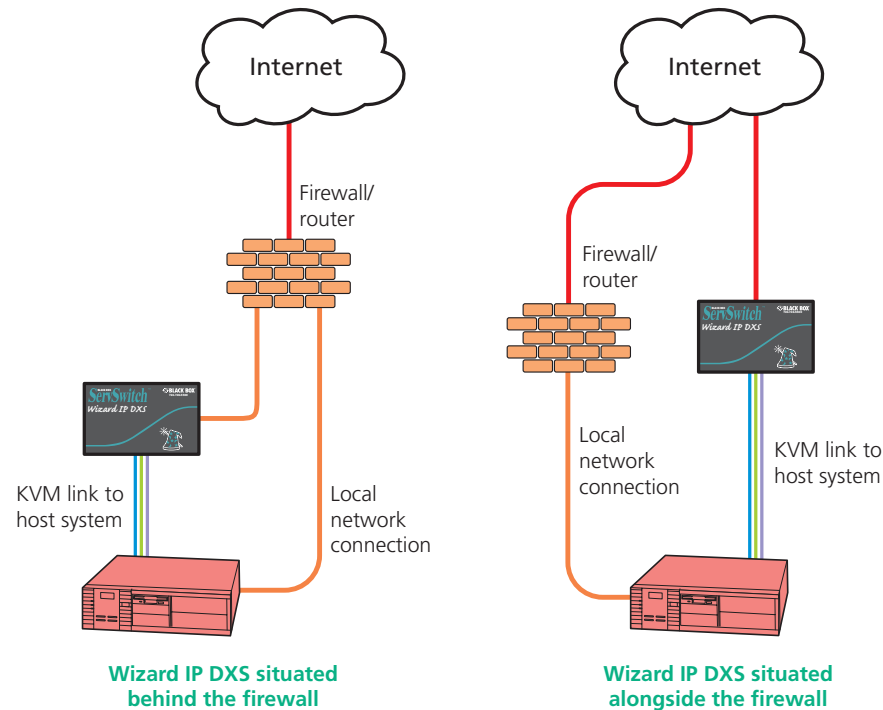 Internet
Firewall/
router
ServSwitch
BLACK BOX
Wizard IP DXS
KVM link to
host system
Local
network
connection
Wizard IP DXS situated
behind the firewall
Internet
Firewall/
router
ServSwitch
BLACK BOX
Wizard IP DXS
Local
network
connection
KVM link to
host system
Wizard IP DXS situated
alongside the firewall